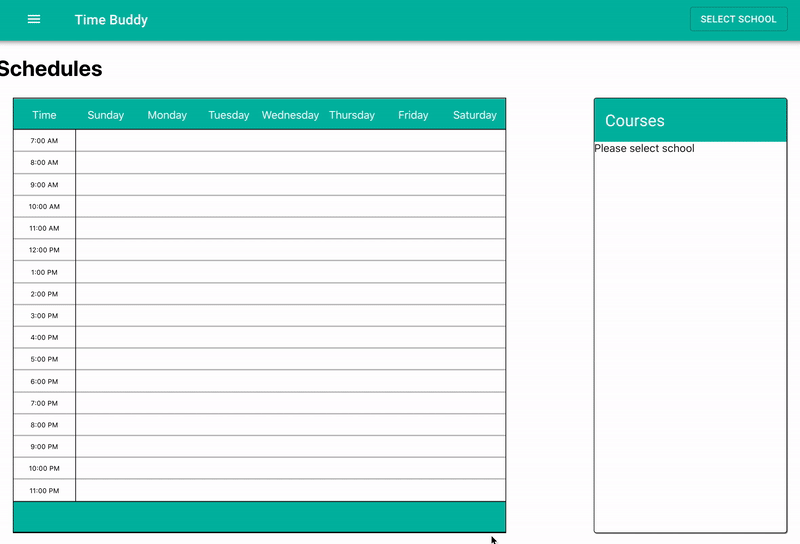 Time Buddy
SELECT SCHOOL
Schedules
Time Sunday Monday Tuesday Wednesday Thursday Friday Saturday
7:00 AM
8:00 AM
9:00 AM
10:00 AM
11:00 AM
12:00 PM
1:00 PM
2:00 PM
3:00 PM
4:00 PM
5:00 PM
6:00 PM
7:00 PM
8:00 PM
9:00 PM
10:00 PM
11:00 PM
Courses
Please select school